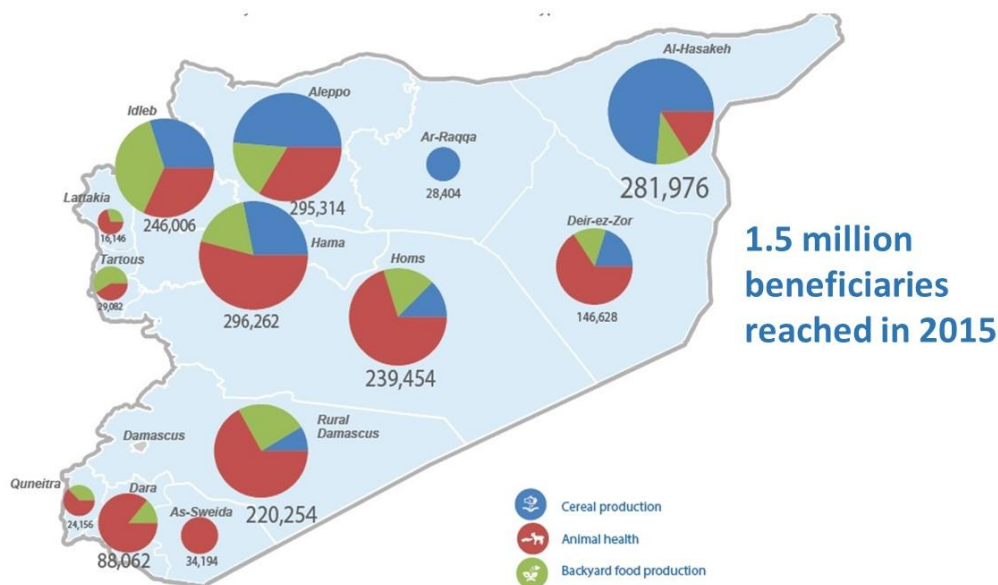 Al-Hasakeh
Aleppo
Idleb
Ar-Raqqa
28,404
281,976
295,314
Lattakia
246,006
16,146
Deir-ez-Zor
Hama
Homs
Tartous
29,082
146,628
296,262
239,454
1.5 million
beneficiaries
reached in 2015
Rural
Damascus
Damascus
Quneitra
Dara
As-Sweida
24,156
220,254
88,062
34,194
Cereal production
Animal health
Backyard food production